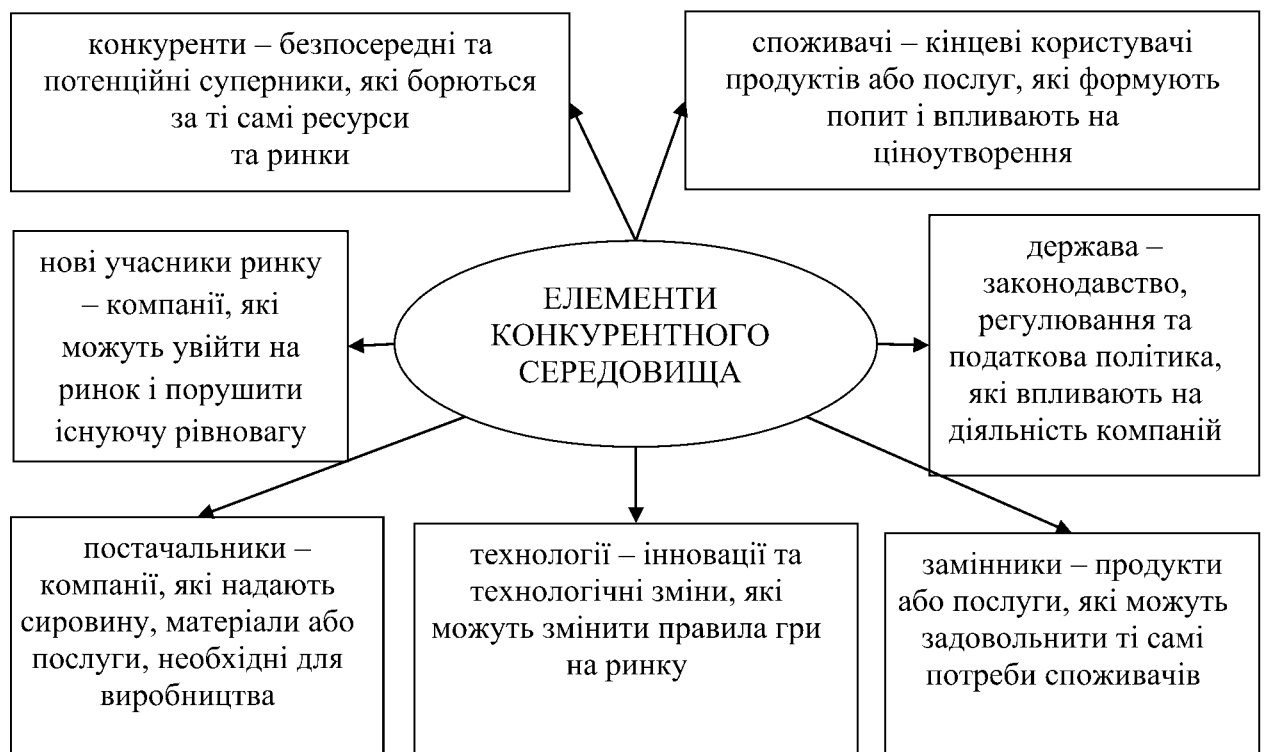 конкуренти – безпосередні та
потенційні суперники, які борються
за ті самі ресурси
та ринки
споживачі – кінцеві користувачі
продуктів або послуг, які формують
попит і впливають на
ціноутворення
нові учасники ринку
– компанії, які
можуть увійти на
ринок і порушити
існуючу рівновагу
ЕЛЕМЕНТИ
КОНКУРЕНТНОГО
СЕРЕДОВИЩА
держава –
законодавство,
регулювання та
податкова політика,
які впливають на
діяльність компаній
постачальники –
компанії, які надають
сировину, матеріали або
послуги, необхідні для
виробництва
технології – інновації та
технологічні зміни, які
можуть змінити правила гри
на ринку
замінники – продукти
або послуги, які можуть
задовольнити ті самі
потреби споживачів